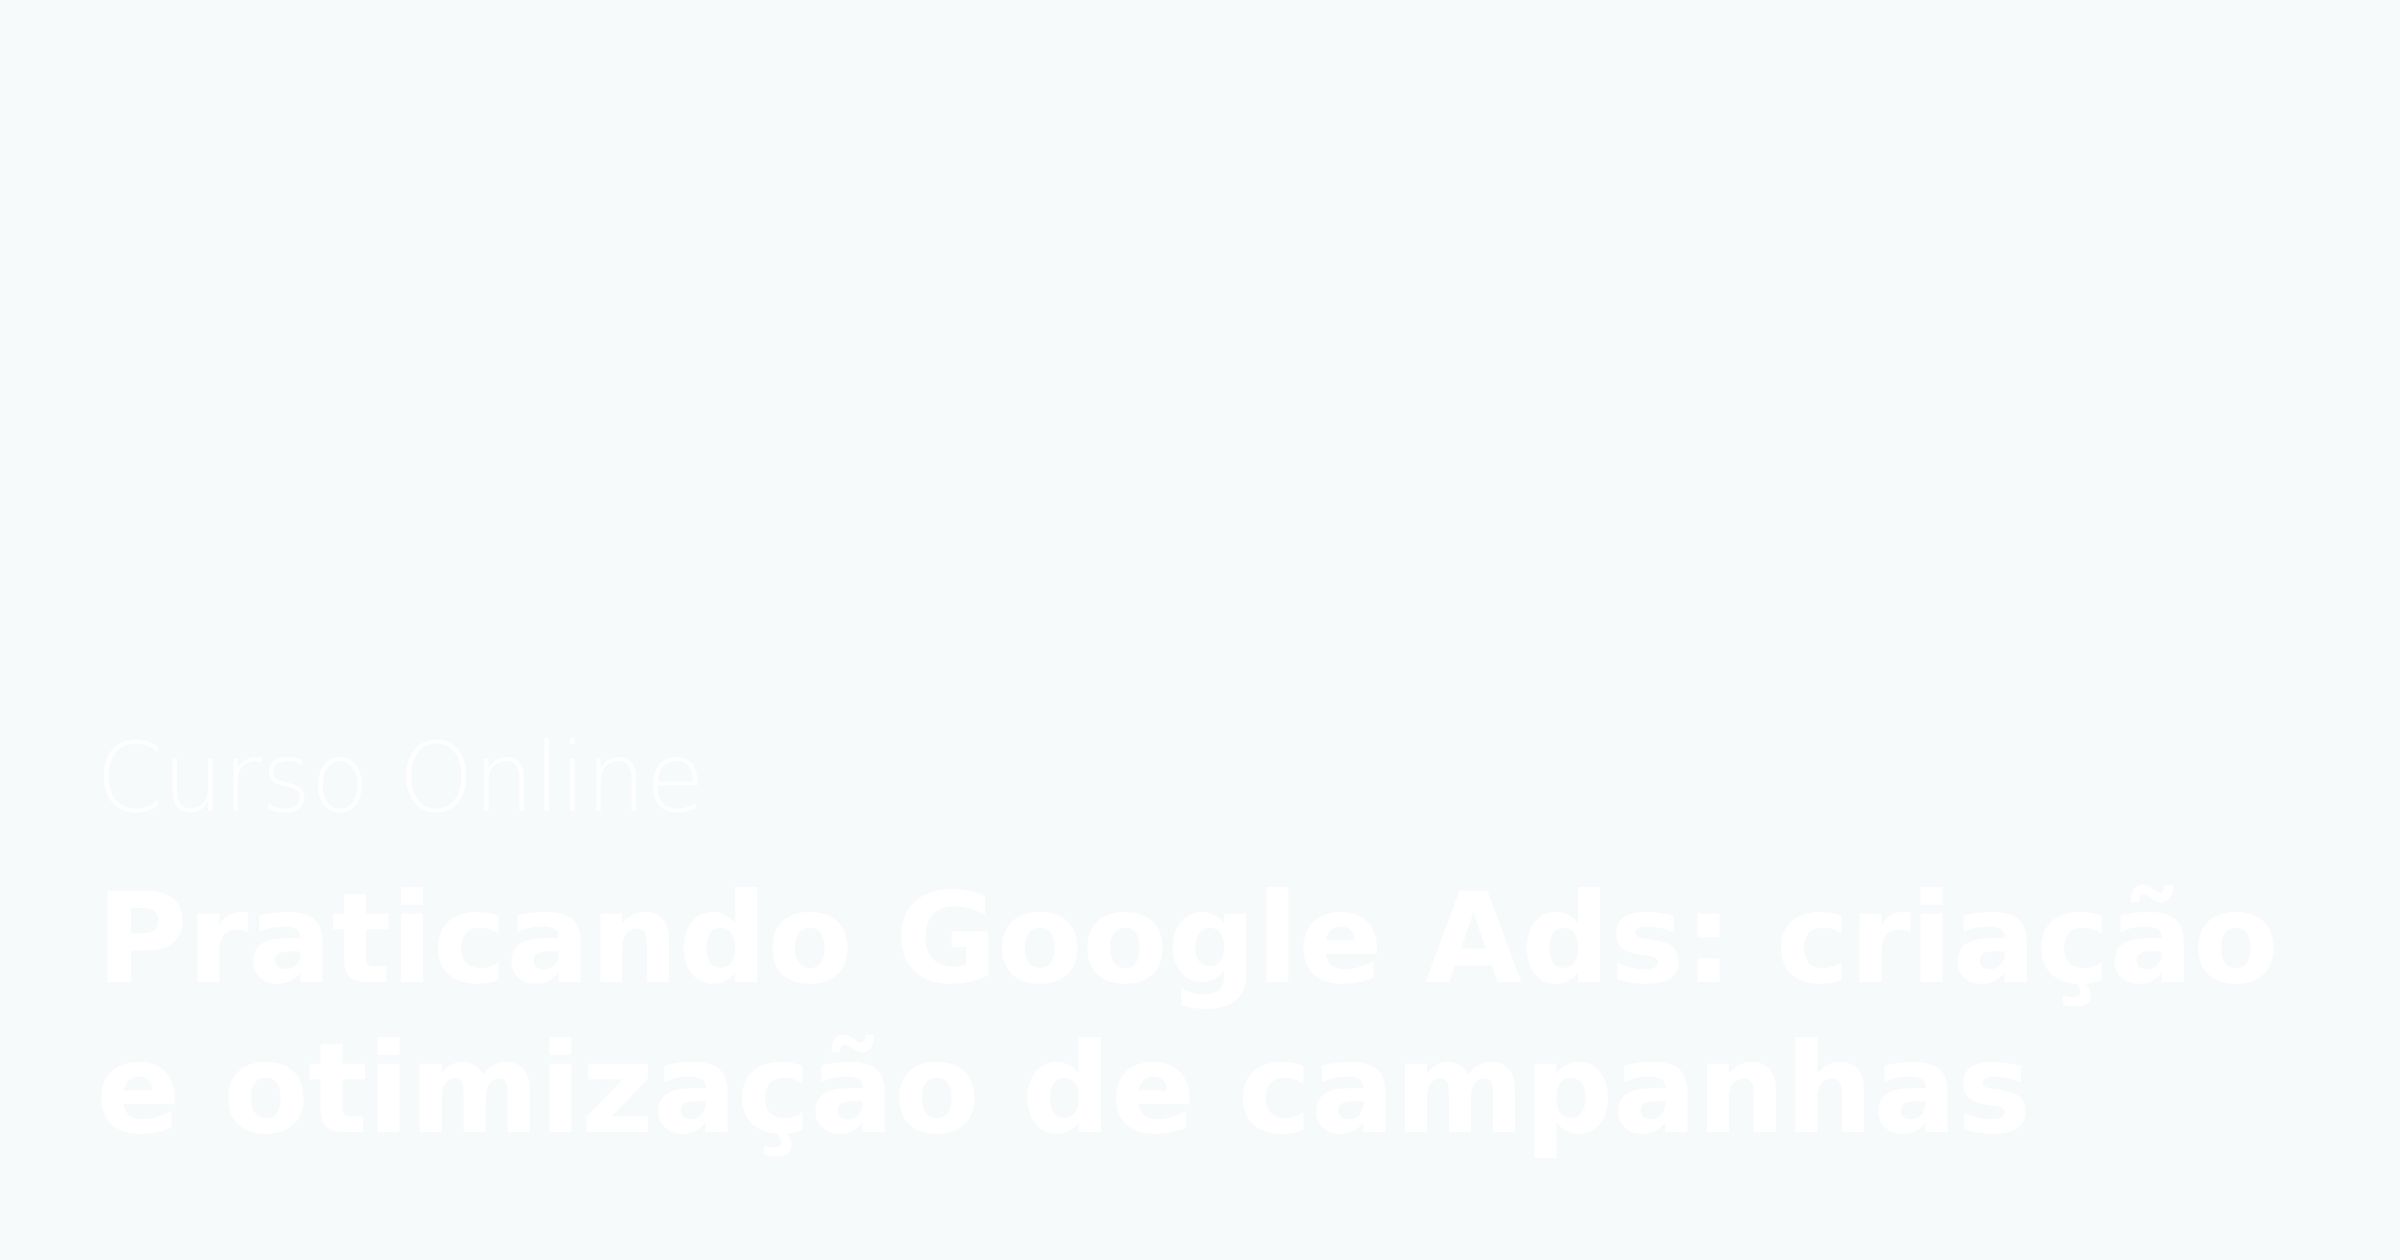 Curso Online
Praticando Google Ads: criação
e otimização de campanhas